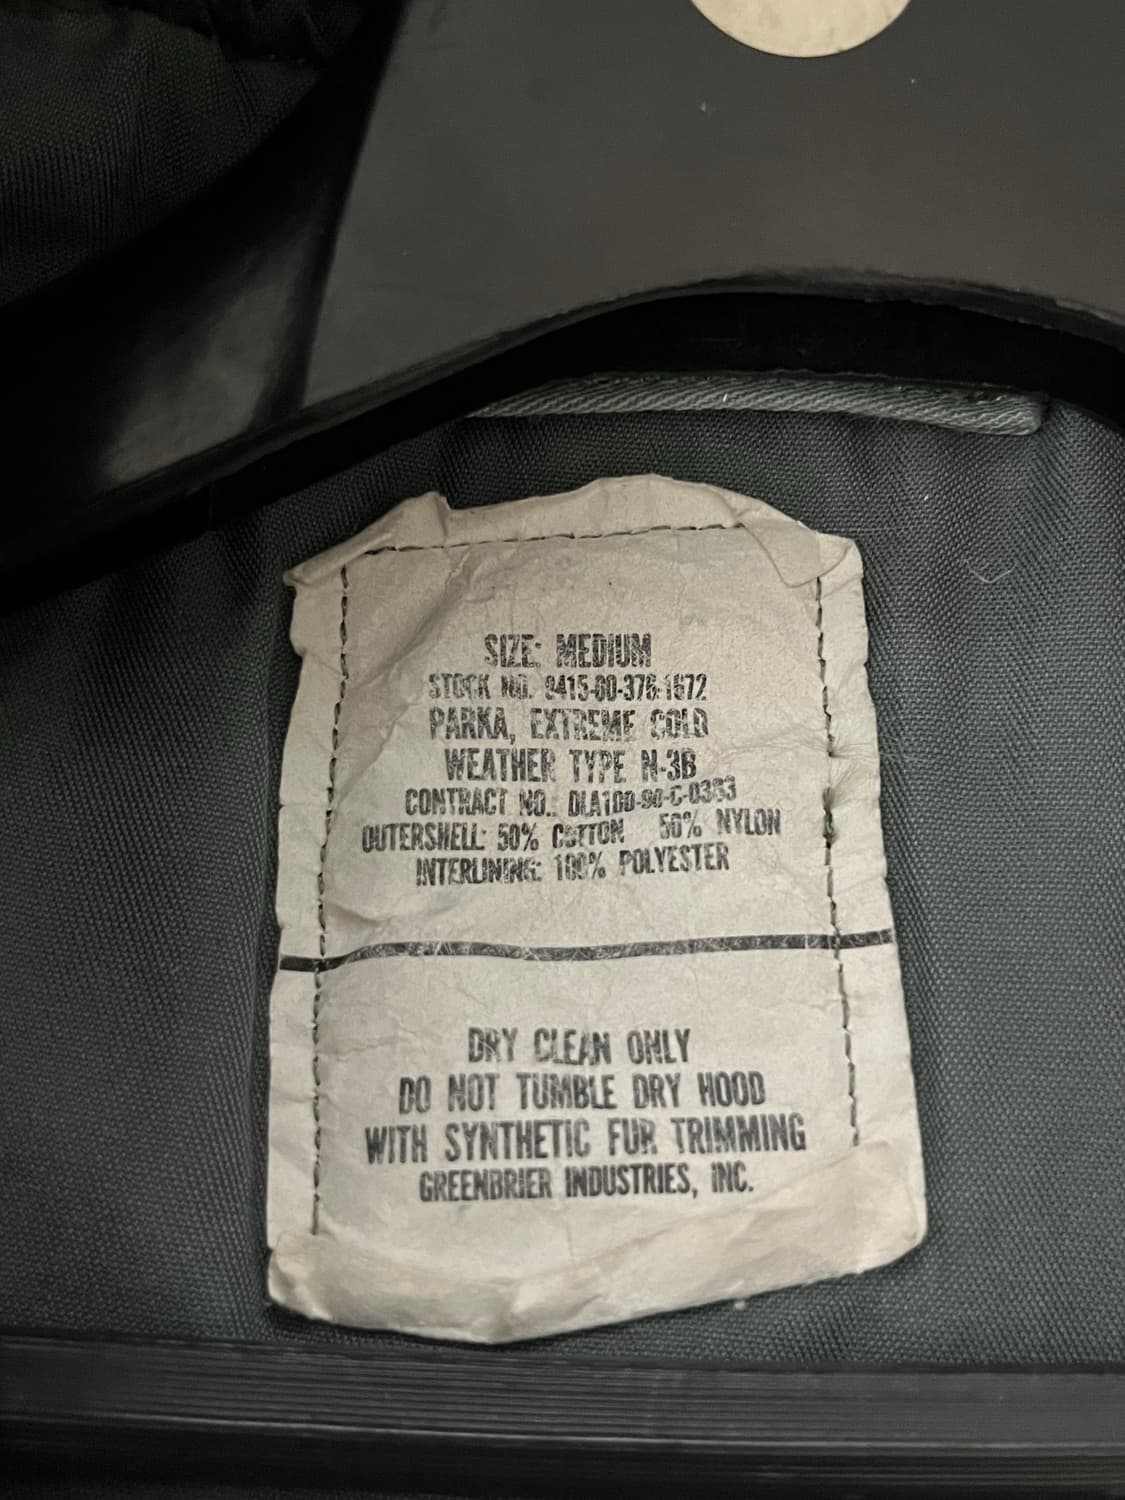 SIZE: MEDIUM
STOCK NO. 8415-00-376-1672
PARKA, EXTREME COLD
WEATHER TYPE N-3B
CONTRACT NO.: DLA100-90-C-0383
OUTERSHELL: 50% COTTON 50% NYLON
INTERLINING: 100% POLYESTER
DRY CLEAN ONLY
DO NOT TUMBLE DRY HOOD
WITH SYNTHETIC FUR TRIMMING
GREENBRIER INDUSTRIES, INC.